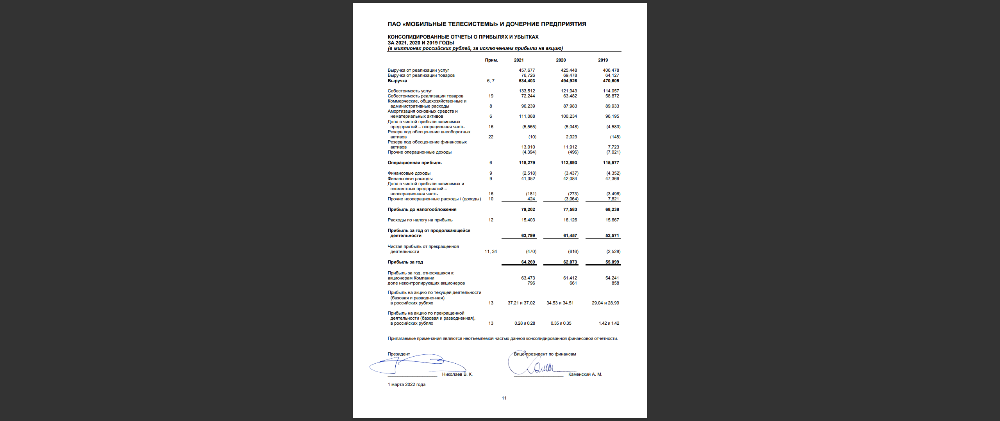 ПАО «МОБИЛЬНЫЕ ТЕЛЕСИСТЕМЫ» И ДОЧЕРНИЕ ПРЕДПРИЯТИЯ
КОНСОЛИДИРОВАННЫЕ ОТЧЕТЫ О ПРИБЫЛЯХ И УБЫТКАХ
ЗА 2021, 2020 И 2019 ГОДЫ
(в миллионах российских рублей, за исключением прибыли на акцию)
Прим. 2021 2020 2019
Выручка от реализации услуг 457,677 425,448 406,478
Выручка от реализации товаров 76,726 69,478 64,127
Выручка 6, 7 534,403 494,926 470,605
Себестоимость услуг 133,512 121,943 114,057
Себестоимость реализации товаров 19 72,244 63,482 58,872
Коммерческие, общехозяйственные и
административные расходы 8 96,239 87,983 89,933
Амортизация основных средств и
нематериальных активов 6 111,088 100,234 96,195
Доля в чистой прибыли зависимых
предприятий – операционная часть 16 (5,565) (5,048) (4,583)
Резерв под обесценение внеоборотных
активов 22 (10) 2,023 (148)
Резерв под обесценение финансовых
активов 13,010 11,912 7,723
Прочие операционные доходы (4,394) (496) (7,021)
Операционная прибыль 6 118,279 112,893 115,577
Финансовые доходы 9 (2,518) (3,437) (4,352)
Финансовые расходы 9 41,352 42,084 47,366
Доля в чистой прибыли зависимых и
совместных предприятий –
неоперационная часть 16 (181) (273) (3,496)
Прочие неоперационные расходы / (доходы) 10 424 (3,064) 7,821
Прибыль до налогообложения 79,202 77,583 68,238
Расходы по налогу на прибыль 12 15,403 16,126 15,667
Прибыль за год от продолжающейся
деятельности 63,799 61,457 52,571
Чистая прибыль от прекращенной
деятельности 11, 34 (470) (616) (2,528)
Прибыль за год 64,269 62,073 55,099
Прибыль за год, относящаяся к:
акционерам Компании 63,473 61,412 54,241
доле неконтролирующих акционеров 796 661 858
Прибыль на акцию по текущей деятельности
(базовая и разводненная),
в российских рублях 13 37.21 и 37.02 34.53 и 34.51 29.04 и 28.99
Прибыль на акцию по прекращенной
деятельности (базовая и разводненная),
в российских рублях 13 0.28 и 0.28 0.35 и 0.35 1.42 и 1.42
Прилагаемые примечания являются неотъемлемой частью данной консолидированной финансовой отчетности.
Президент Вице-президент по финансам
Николаев В. К. Каменский А. М.
1 марта 2022 года
11